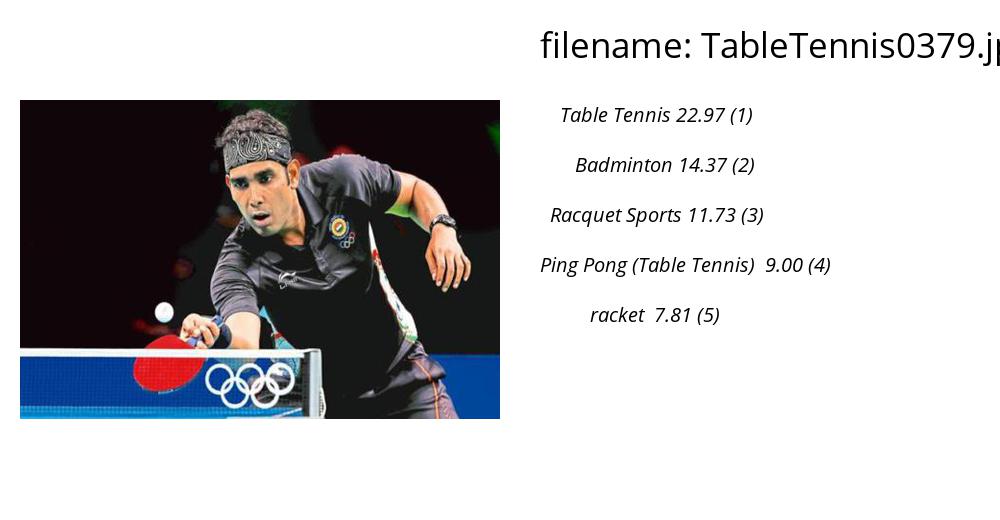 filename: TableTennis0379.jp
Table Tennis 22.97 (1)
Badminton 14.37 (2)
Racquet Sports 11.73 (3)
Ping Pong (Table Tennis)  9.00 (4)
racket  7.81 (5)